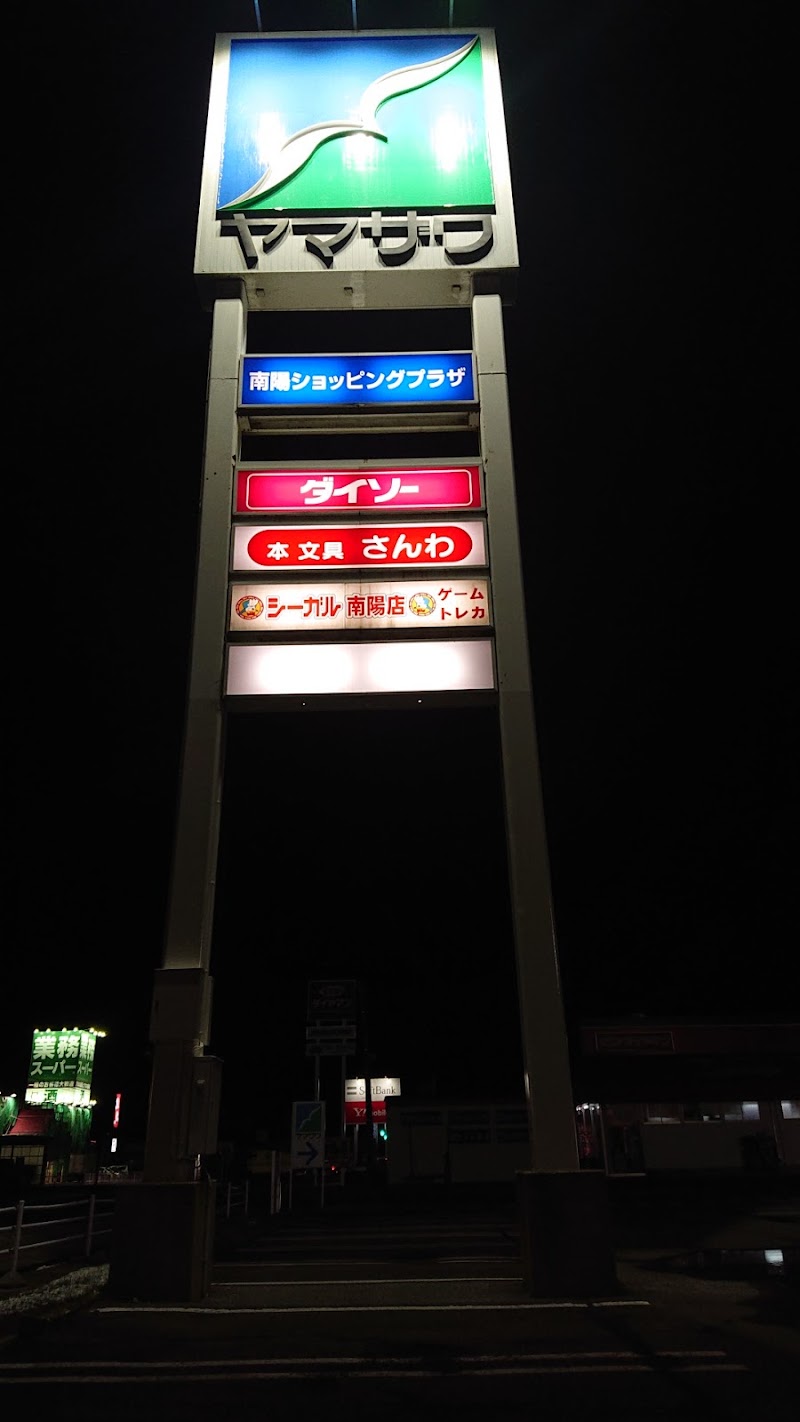 ヤマザワ
南陽ショッピングプラザ
ダイソー
本 文具 さんわ
シーガル 南陽店 ゲーム
トレカ
業務
スーパー
SoftBank
Y!mobile